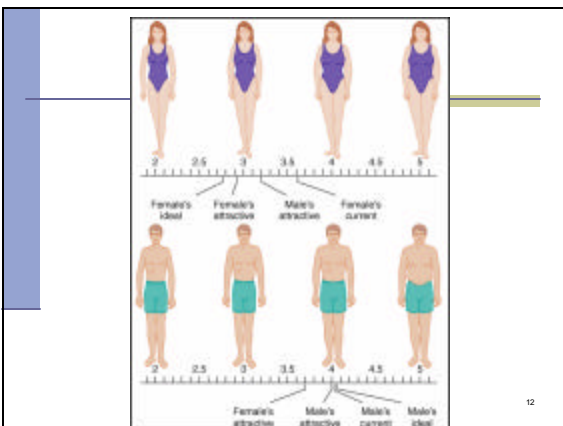 2 2.5 3 3.5 4 4.5 5
Female's Female's Male's Female's
ideal attractive attractive current
2 2.5 3 3.5 4 4.5 5
Female's Male's Male's Male's
attractive attractive current ideal
12